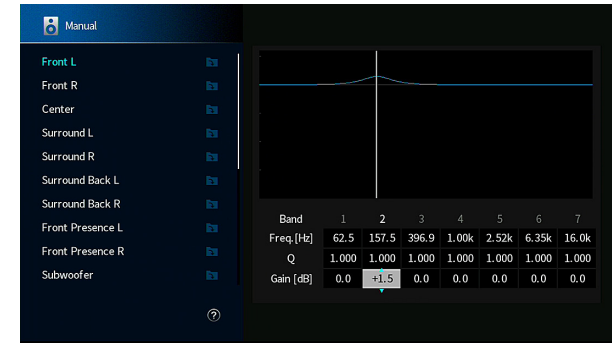 Manual
Front L
Front R
Center
Surround L
Surround R
Surround Back L
Surround Back R
Front Presence L
Front Presence R
Subwoofer
?
Band 1 2 3 4 5 6 7
Freq.[Hz] 62.5 157.5 396.9 1.00k 2.52k 6.35k 16.0k
Q 1.000 1.000 1.000 1.000 1.000 1.000 1.000
Gain [dB] 0.0 +1.5 0.0 0.0 0.0 0.0 0.0